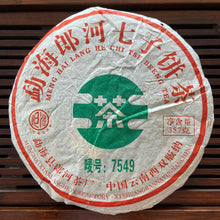 勐海郎河七子饼茶
MENG HAI LANG HE CHI TSE BEENG TEA
茶
净含量
357克
唛号: 7549
勐海县郎河茶厂·中国云南西双版纳